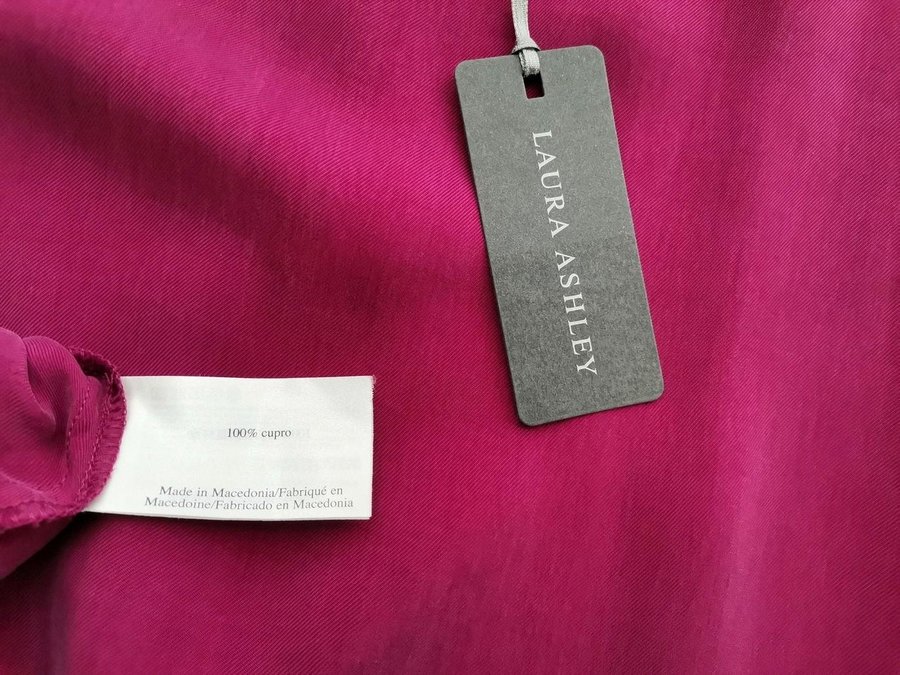 LAURA ASHLEY
100% cupro
Made in Macedonia/Fabriqué en
Macedoine/Fabricado en Macedonia